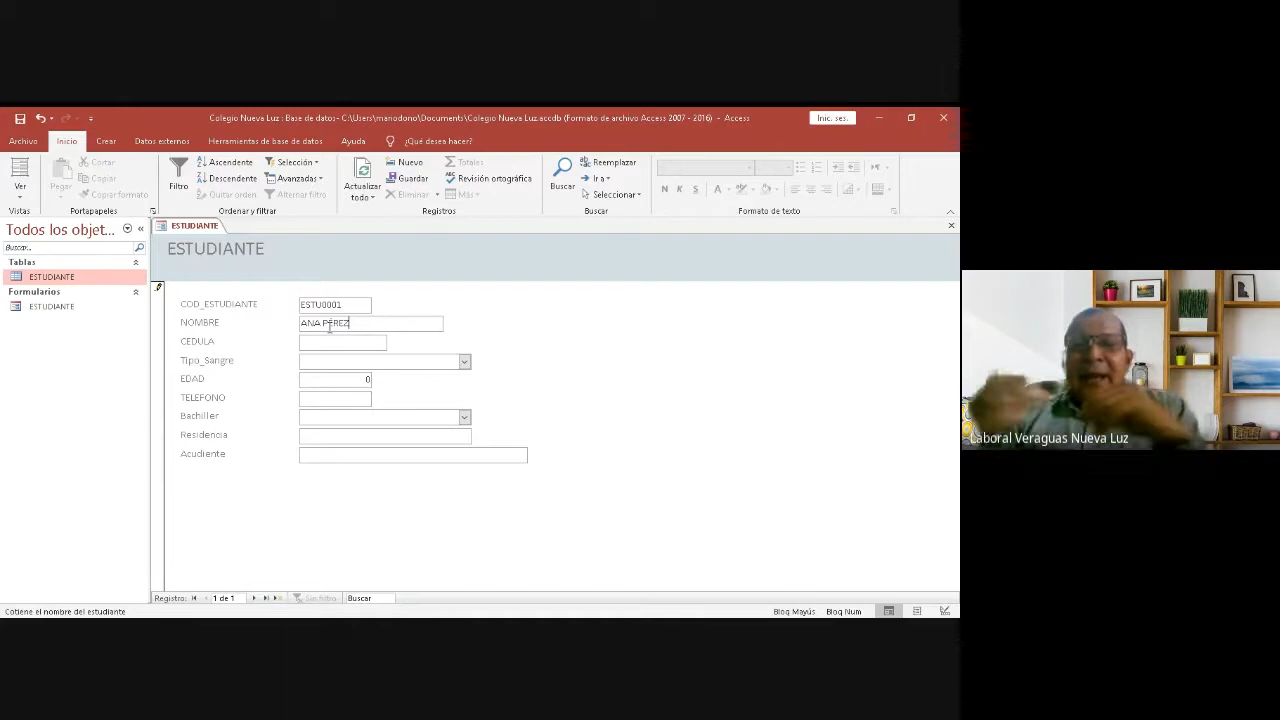 Colegio Nueva Luz : Base de datos- C:\Users\manodono\Documents\Colegio Nueva Luz.accdb (Formato de archivo Access 2007 - 2016) - Access
Inic. ses.
Archivo Inicio Crear Datos externos Herramientas de base de datos Ayuda ¿Qué desea hacer?
Ver
Vistas
Pegar
Cortar
Copiar
Copiar formato
Portapapeles
Filtro
Ascendente
Descendente
Quitar orden
Selección
Avanzadas
Alternar filtro
Ordenar y filtrar
Actualizar
todo
Nuevo
Guardar
Eliminar
Totales
Revisión ortográfica
Más
Registros
Buscar
Reemplazar
Ir a
Seleccionar
Buscar
N K S
Formato de texto
Todos los objet...
Buscar..
Tablas
ESTUDIANTE
Formularios
ESTUDIANTE
ESTUDIANTE
ESTUDIANTE
COD_ESTUDIANTE ESTU0001
NOMBRE ANA PÉREZ
CEDULA
Tipo_Sangre
EDAD 0
TELEFONO
Bachiller
Residencia
Acudiente
Registro: 1 de 1 Sin filtro Buscar
Cotiene el nombre del estudiante
Bloq Mayús Bloq Num
Laboral Veraguas Nueva Luz